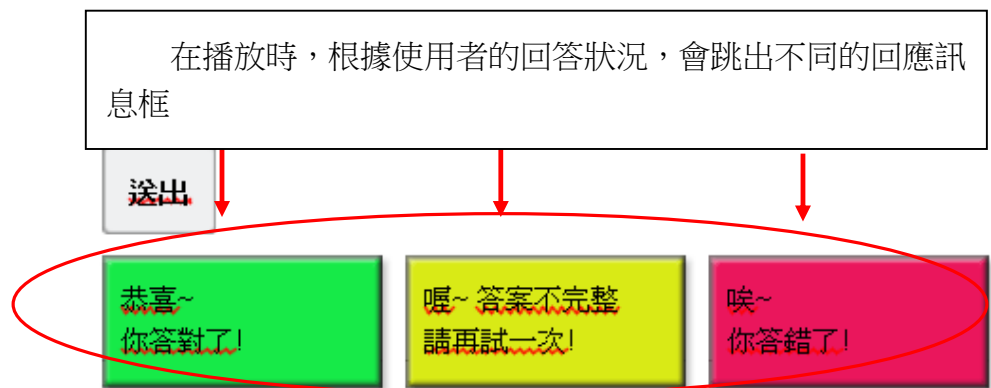 在播放時，根據使用者的回答狀況，會跳出不同的回應訊
息框
送出
恭喜~
你答對了!
喔~ 答案不完整
請再試一次!
唉~
你答錯了!